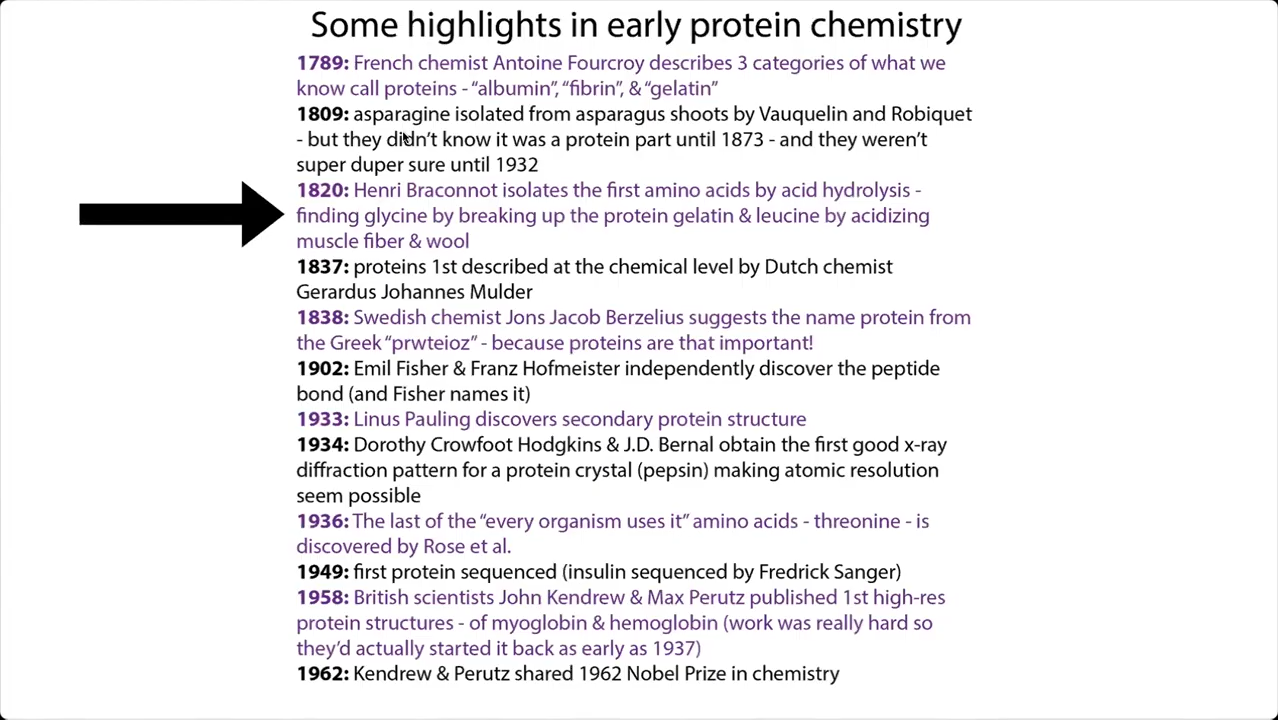 Some highlights in early protein chemistry
1789: French chemist Antoine Fourcroy describes 3 categories of what we
know call proteins - “albumin”, “fibrin”, & “gelatin”
1809: asparagine isolated from asparagus shoots by Vauquelin and Robiquet
- but they didn’t know it was a protein part until 1873 - and they weren’t
super duper sure until 1932
1820: Henri Braconnot isolates the first amino acids by acid hydrolysis -
finding glycine by breaking up the protein gelatin & leucine by acidizing
muscle fiber & wool
1837: proteins 1st described at the chemical level by Dutch chemist
Gerardus Johannes Mulder
1838: Swedish chemist Jons Jacob Berzelius suggests the name protein from
the Greek “prwteioz” - because proteins are that important!
1902: Emil Fisher & Franz Hofmeister independently discover the peptide
bond (and Fisher names it)
1933: Linus Pauling discovers secondary protein structure
1934: Dorothy Crowfoot Hodgkins & J.D. Bernal obtain the first good x-ray
diffraction pattern for a protein crystal (pepsin) making atomic resolution
seem possible
1936: The last of the “every organism uses it” amino acids - threonine - is
discovered by Rose et al.
1949: first protein sequenced (insulin sequenced by Fredrick Sanger)
1958: British scientists John Kendrew & Max Perutz published 1st high-res
protein structures - of myoglobin & hemoglobin (work was really hard so
they’d actually started it back as early as 1937)
1962: Kendrew & Perutz shared 1962 Nobel Prize in chemistry